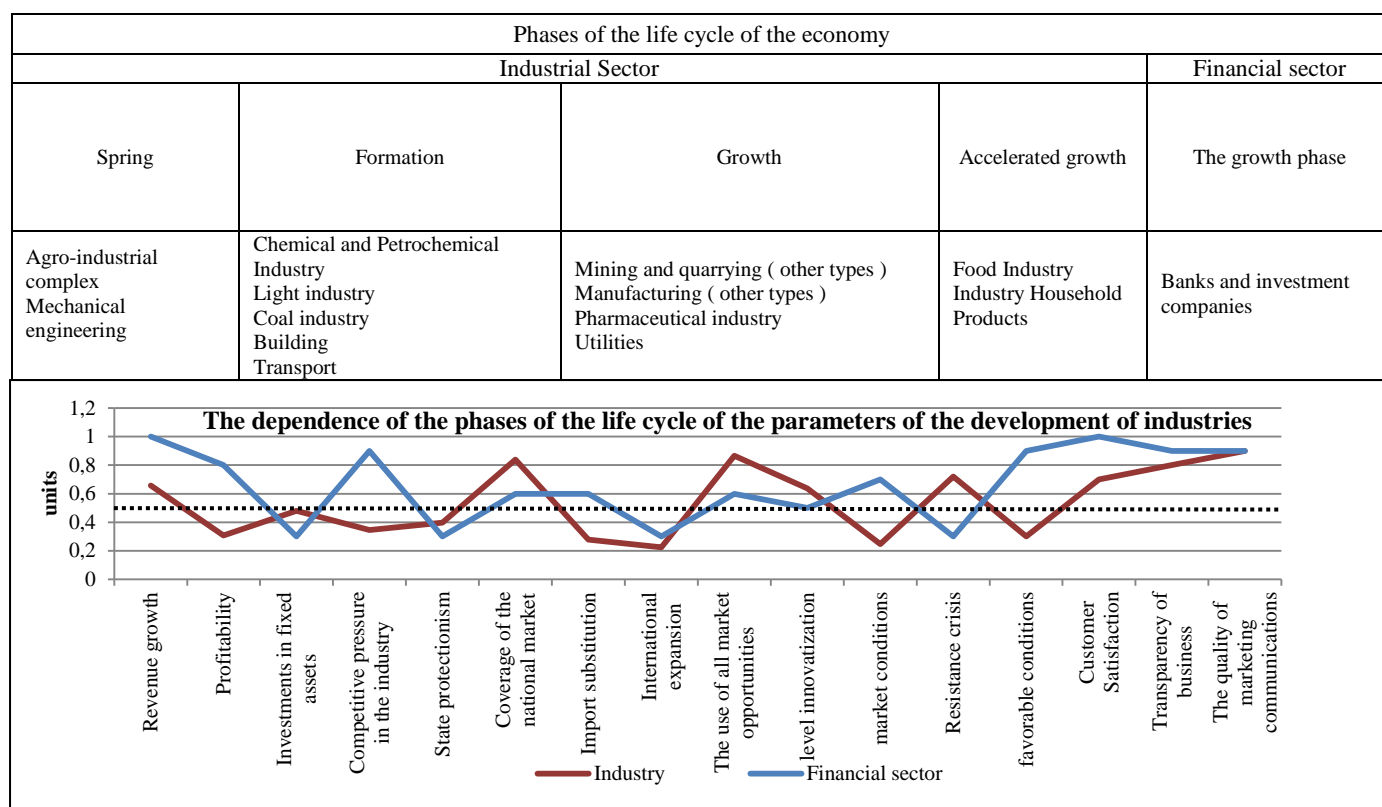 Phases of the life cycle of the economy
Industrial Sector
Financial sector
Spring
Formation
Growth
Accelerated growth
The growth phase
Agro-industrial
complex
Mechanical
engineering
Chemical and Petrochemical
Industry
Light industry
Coal industry
Building
Transport
Mining and quarrying ( other types )
Manufacturing ( other types )
Pharmaceutical industry
Utilities
Food Industry
Industry Household
Products
Banks and investment
companies
The dependence of the phases of the life cycle of the parameters of the development of industries
units
1,2
1
0,8
0,6
0,4
0,2
0
Revenue growth
Profitability
Investments in fixed
assets
Competitive pressure
in the industry
State protectionism
Coverage of the
national market
Import substitution
International
expansion
The use of all market
opportunities
level innovatization
market conditions
Resistance crisis
favorable conditions
Customer
Satisfaction
Transparency of
business
The quality of
marketing
communications
Industry
Financial sector